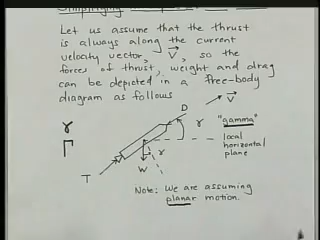 Let us assume that the thrust
is always along the current
velocity vector, V, so the
forces of thrust, weight and drag
can be depicted in a free-body
diagram as follows
V
D
γ
γ "gamma"
Γ
local
horizontal
plane
γ
T
W
Note: We are assuming
planar motion.